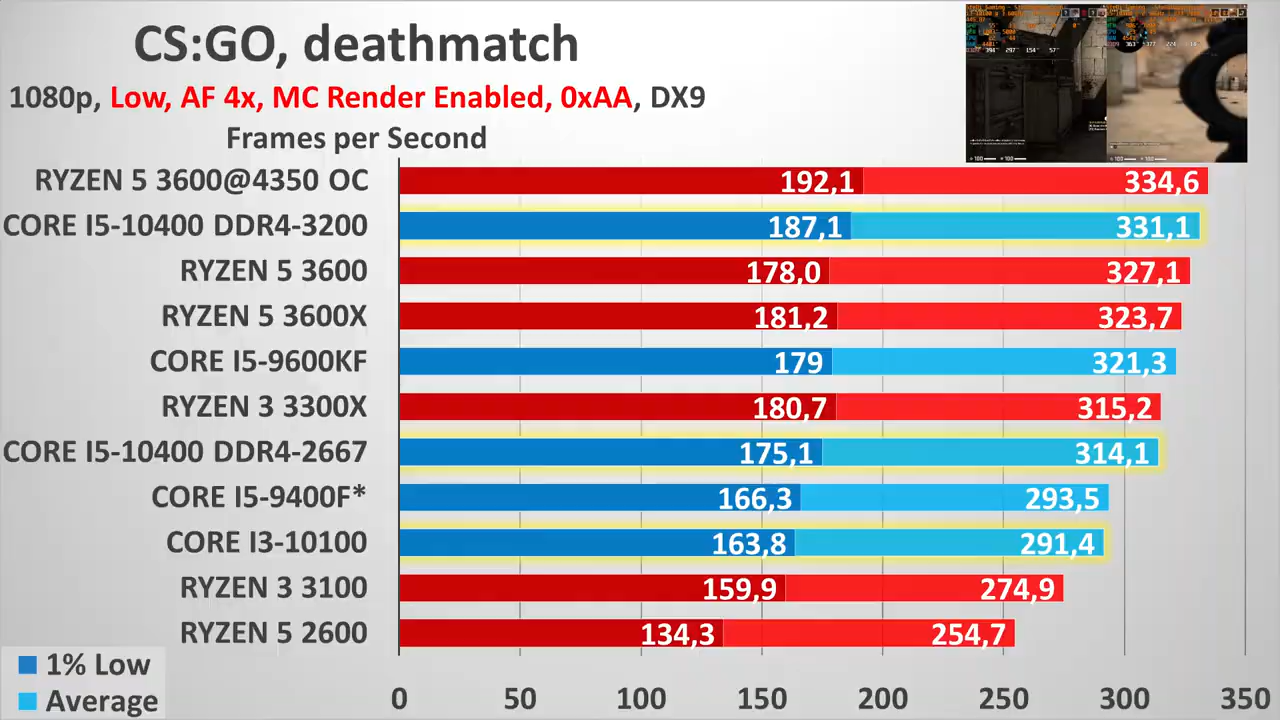 CS:GO, deathmatch
1080p, Low, AF 4x, MC Render Enabled, 0xAA, DX9
Frames per Second
RYZEN 5 3600@4350 OC 192,1 334,6
CORE I5-10400 DDR4-3200 187,1 331,1
RYZEN 5 3600 178,0 327,1
RYZEN 5 3600X 181,2 323,7
CORE I5-9600KF 179 321,3
RYZEN 3 3300X 180,7 315,2
CORE I5-10400 DDR4-2667 175,1 314,1
CORE I5-9400F* 166,3 293,5
CORE I3-10100 163,8 291,4
RYZEN 3 3100 159,9 274,9
RYZEN 5 2600 134,3 254,7
1% Low
Average
0 50 100 150 200 250 300 350